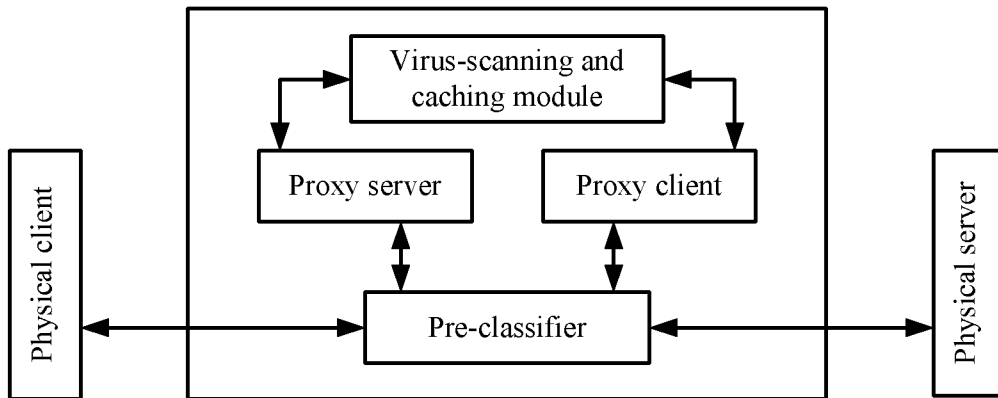 Virus-scanning and
caching module
Proxy server
Proxy client
Physical client
Physical server
Pre-classifier